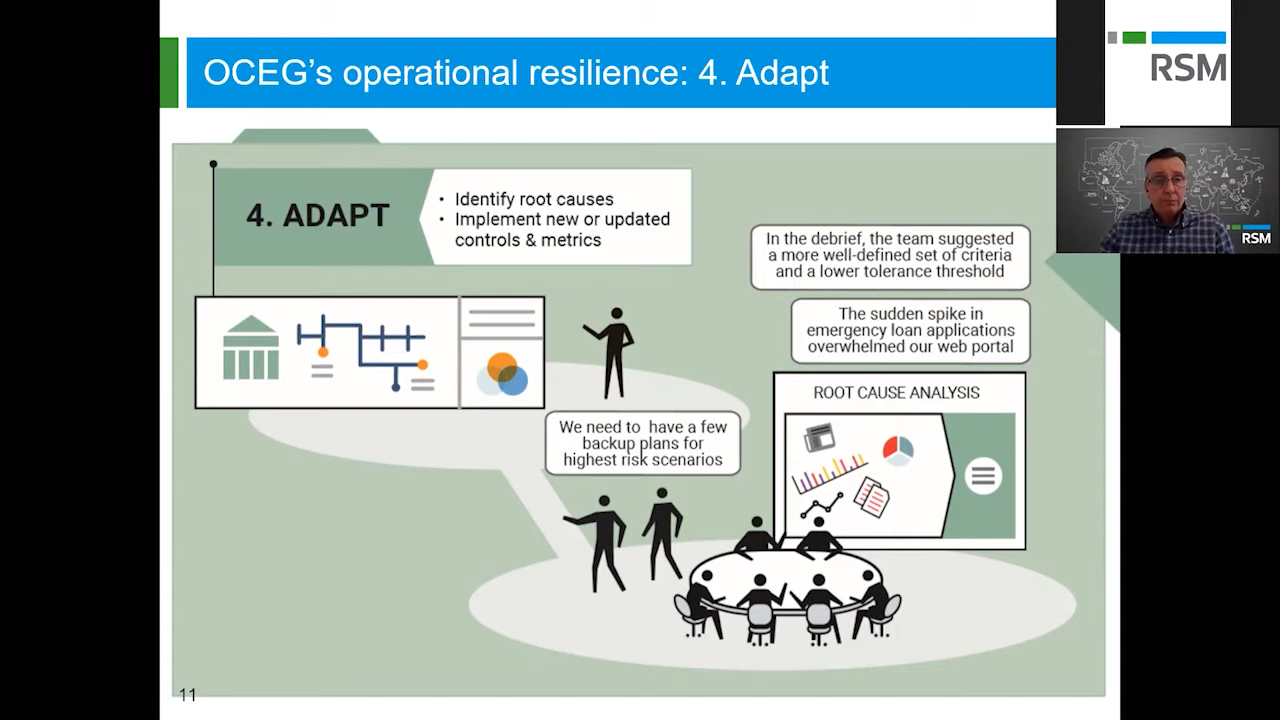 OCEG's operational resilience: 4. Adapt
RSM
RSM
4. ADAPT
• Identify root causes
• Implement new or updated
controls & metrics
In the debrief, the team suggested
a more well-defined set of criteria
and a lower tolerance threshold
The sudden spike in
emergency loan applications
overwhelmed our web portal
ROOT CAUSE ANALYSIS
We need to have a few
backup plans for
highest risk scenarios
11